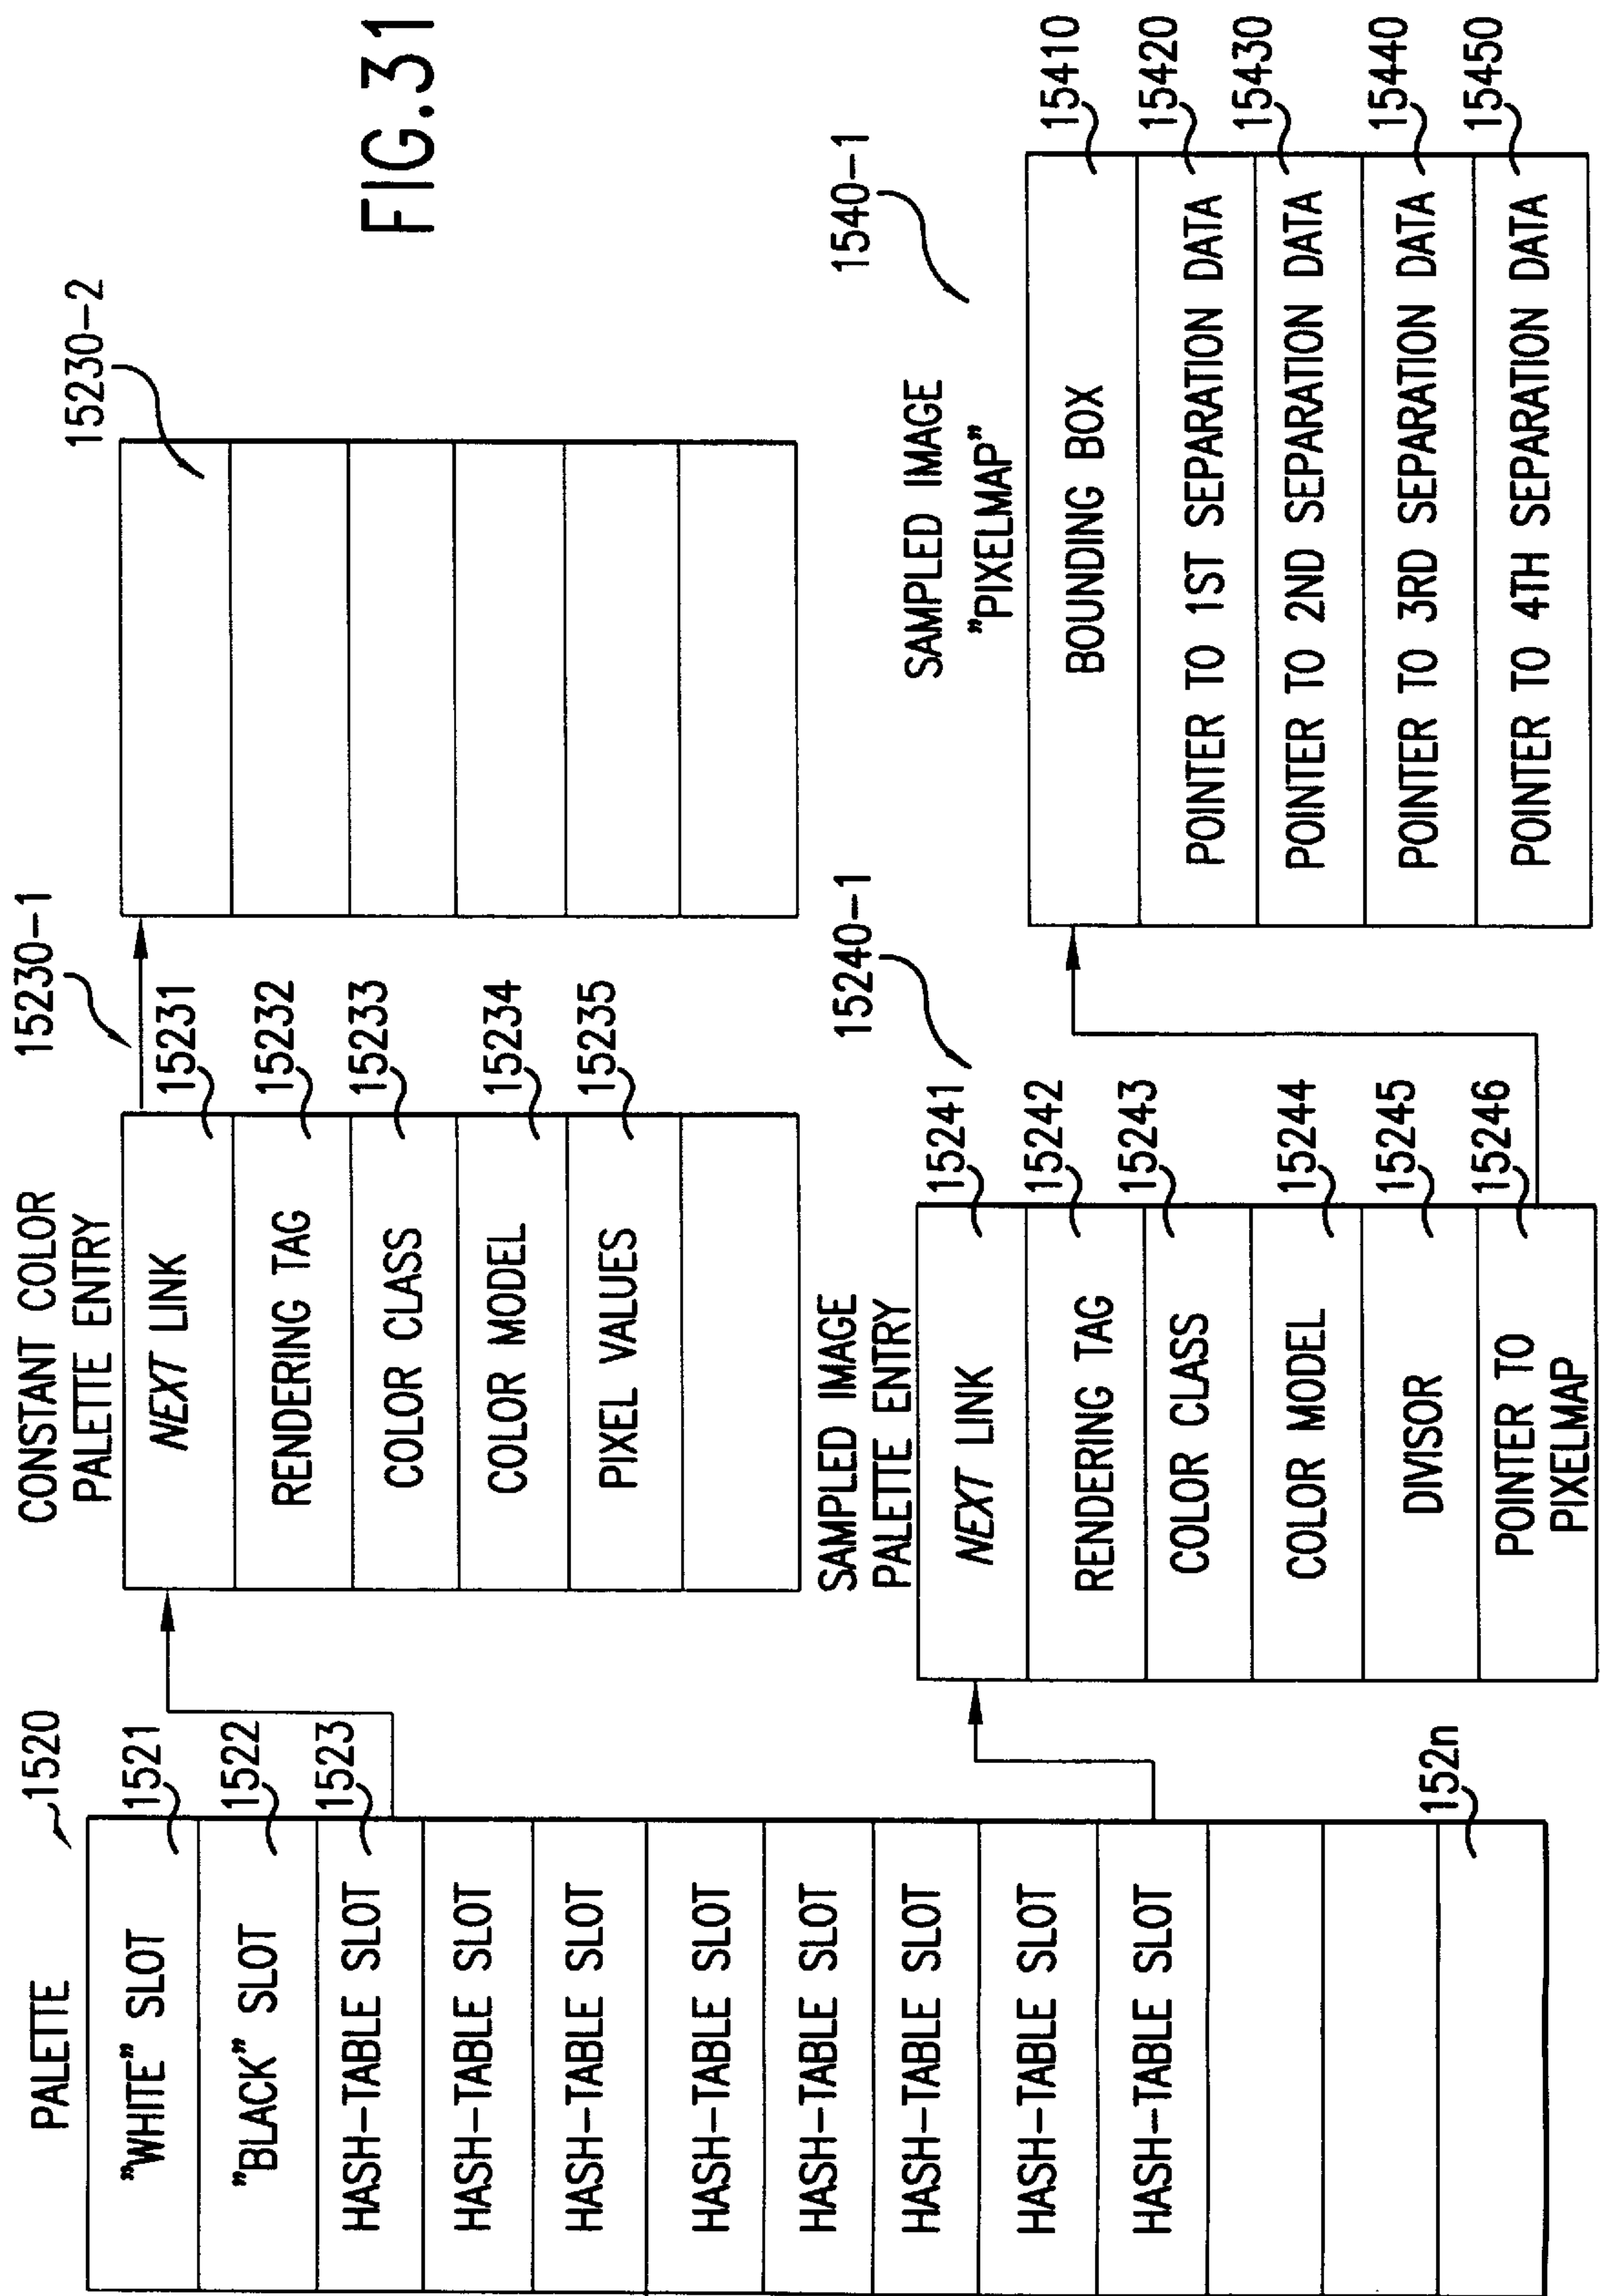 FIG.31
PALETTE
1520
"WHITE" SLOT
1521
"BLACK" SLOT
1522
HASH-TABLE SLOT
1523
HASH-TABLE SLOT
HASH-TABLE SLOT
HASH-TABLE SLOT
HASH-TABLE SLOT
HASH-TABLE SLOT
HASH-TABLE SLOT
HASH-TABLE SLOT
152n
CONSTANT COLOR
PALETTE ENTRY
15230-1
NEXT LINK
15231
RENDERING TAG
15232
COLOR CLASS
15233
COLOR MODEL
15234
PIXEL VALUES
15235
15230-2
SAMPLED IMAGE
PALETTE ENTRY
15240-1
NEXT LINK
15241
RENDERING TAG
15242
COLOR CLASS
15243
COLOR MODEL
15244
DIVISOR
15245
POINTER TO
PIXELMAP
15246
SAMPLED IMAGE
"PIXELMAP"
1540-1
BOUNDING BOX
15410
POINTER TO 1ST SEPARATION DATA
15420
POINTER TO 2ND SEPARATION DATA
15430
POINTER TO 3RD SEPARATION DATA
15440
POINTER TO 4TH SEPARATION DATA
15450